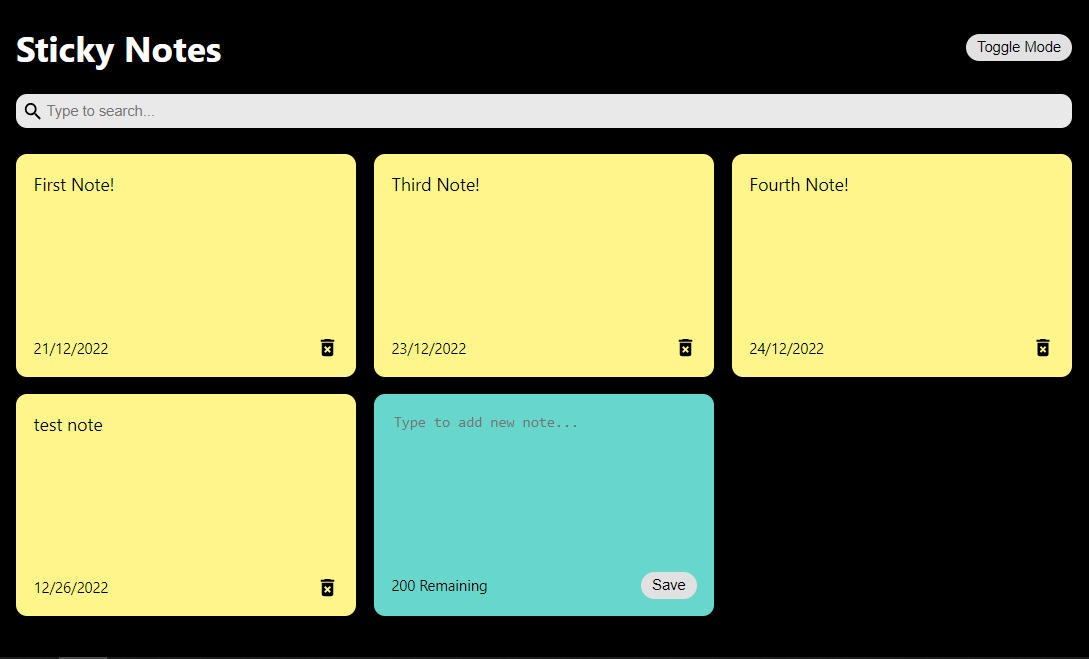 Sticky Notes
Toggle Mode
Type to search...
First Note!
Third Note!
Fourth Note!
21/12/2022
23/12/2022
24/12/2022
test note
Type to add new note...
12/26/2022
200 Remaining
Save